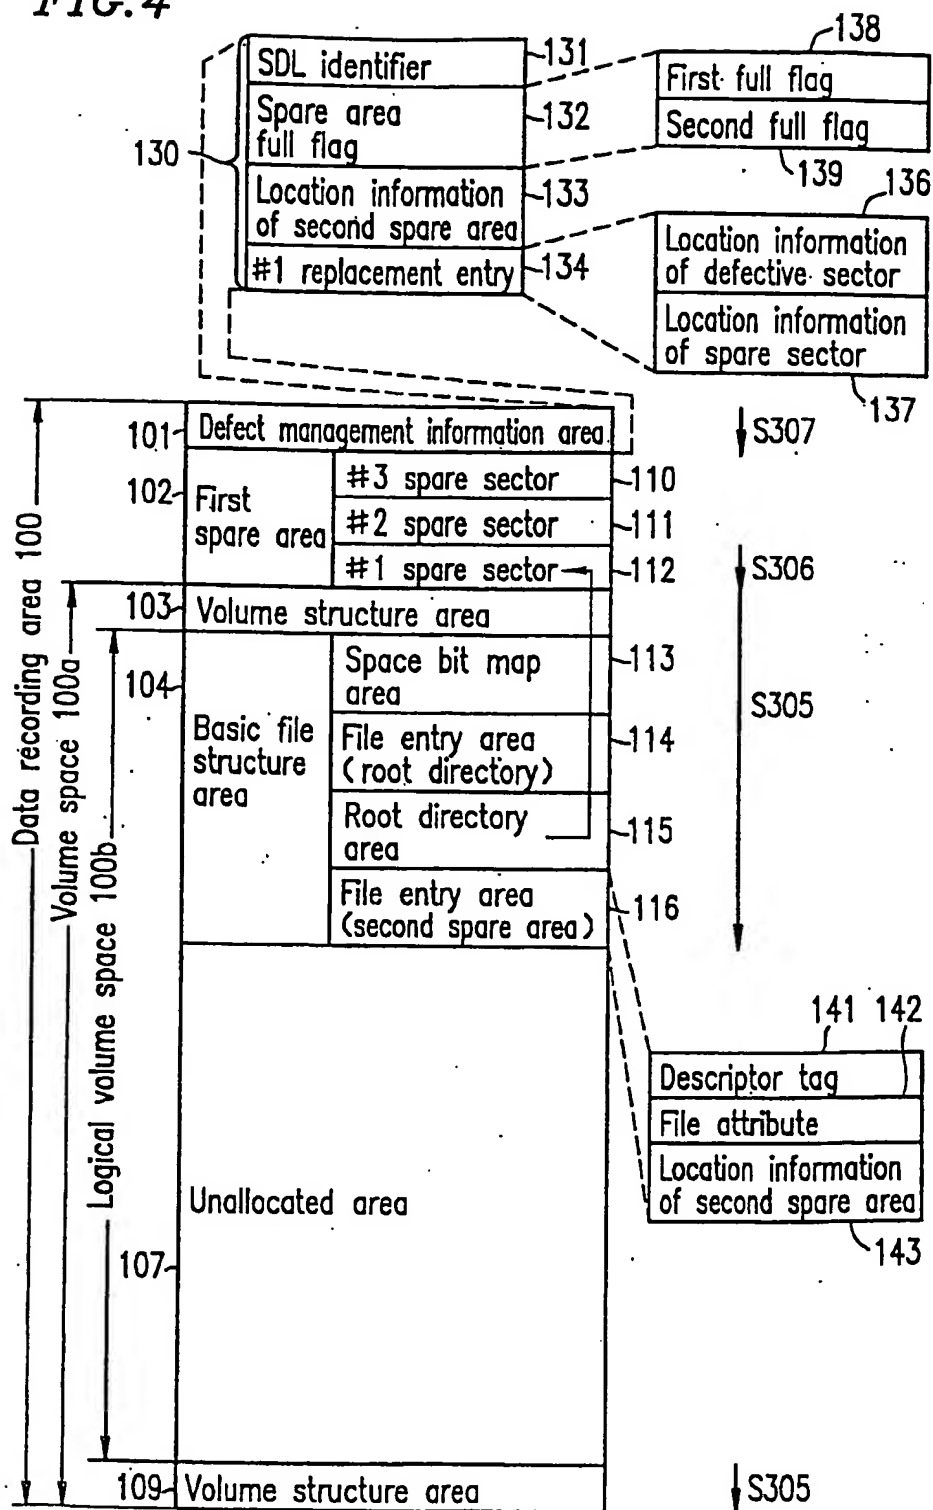 FIG.4
138
SDL identifier
131
First full flag
Spare area
full flag
132
Second full flag
130
139
136
Location information
of second spare area
133
Location information
of defective sector
#1 replacement entry
134
Location information
of spare sector
137
101
Defect management information area
S307
102
First
spare area
#3 spare sector
110
#2 spare sector
111
#1 spare sector
112
S306
103
Volume structure area
104
Basic file
structure
area
Space bit map
area
113
S305
File entry area
(root directory)
114
Root directory
area
115
File entry area
(second spare area)
116
Data recording area 100
Volume space 100a
Logical volume space 100b
141 142
Descriptor tag
File attribute
Location information
of second spare area
143
Unallocated area
107
109
Volume structure area
S305